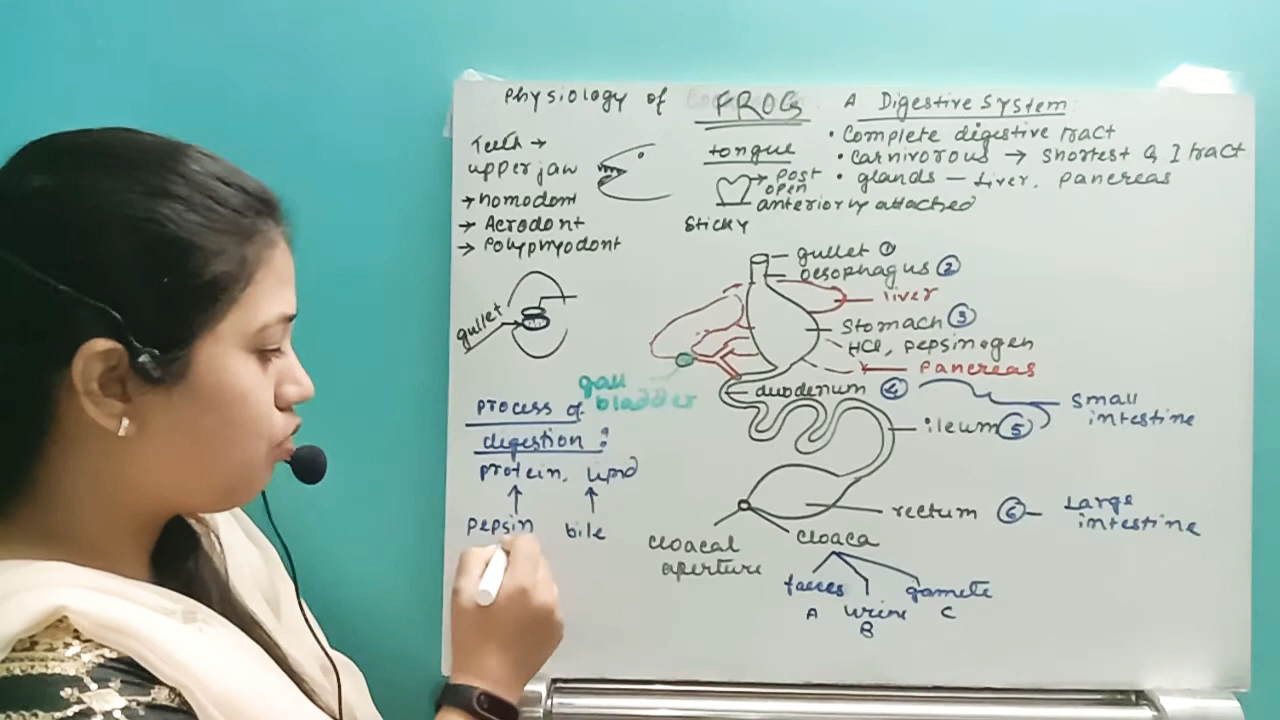 Physiology of FROG
A Digestive System
Teeth →
upper jaw
→ Homodont
→ Acrodont
→ Polyphyodont
tongue
→ post
open
anteriorly attached
Sticky
• Complete digestive tract
• Carnivorous → shortest G I tract
• glands — Liver, Pancreas
gullet
gullet ①
oesophagus ②
liver
Stomach ③
HCl, pepsinogen
Pancreas
gall
bladder
duodenum ④
small
intestine
ileum ⑤
rectum ⑥
Large
intestine
cloaca
cloacal
aperture
faeces
A
urine
B
gamete
C
Process of
digestion:
protein, lipid
↑ ↑
pepsin bile